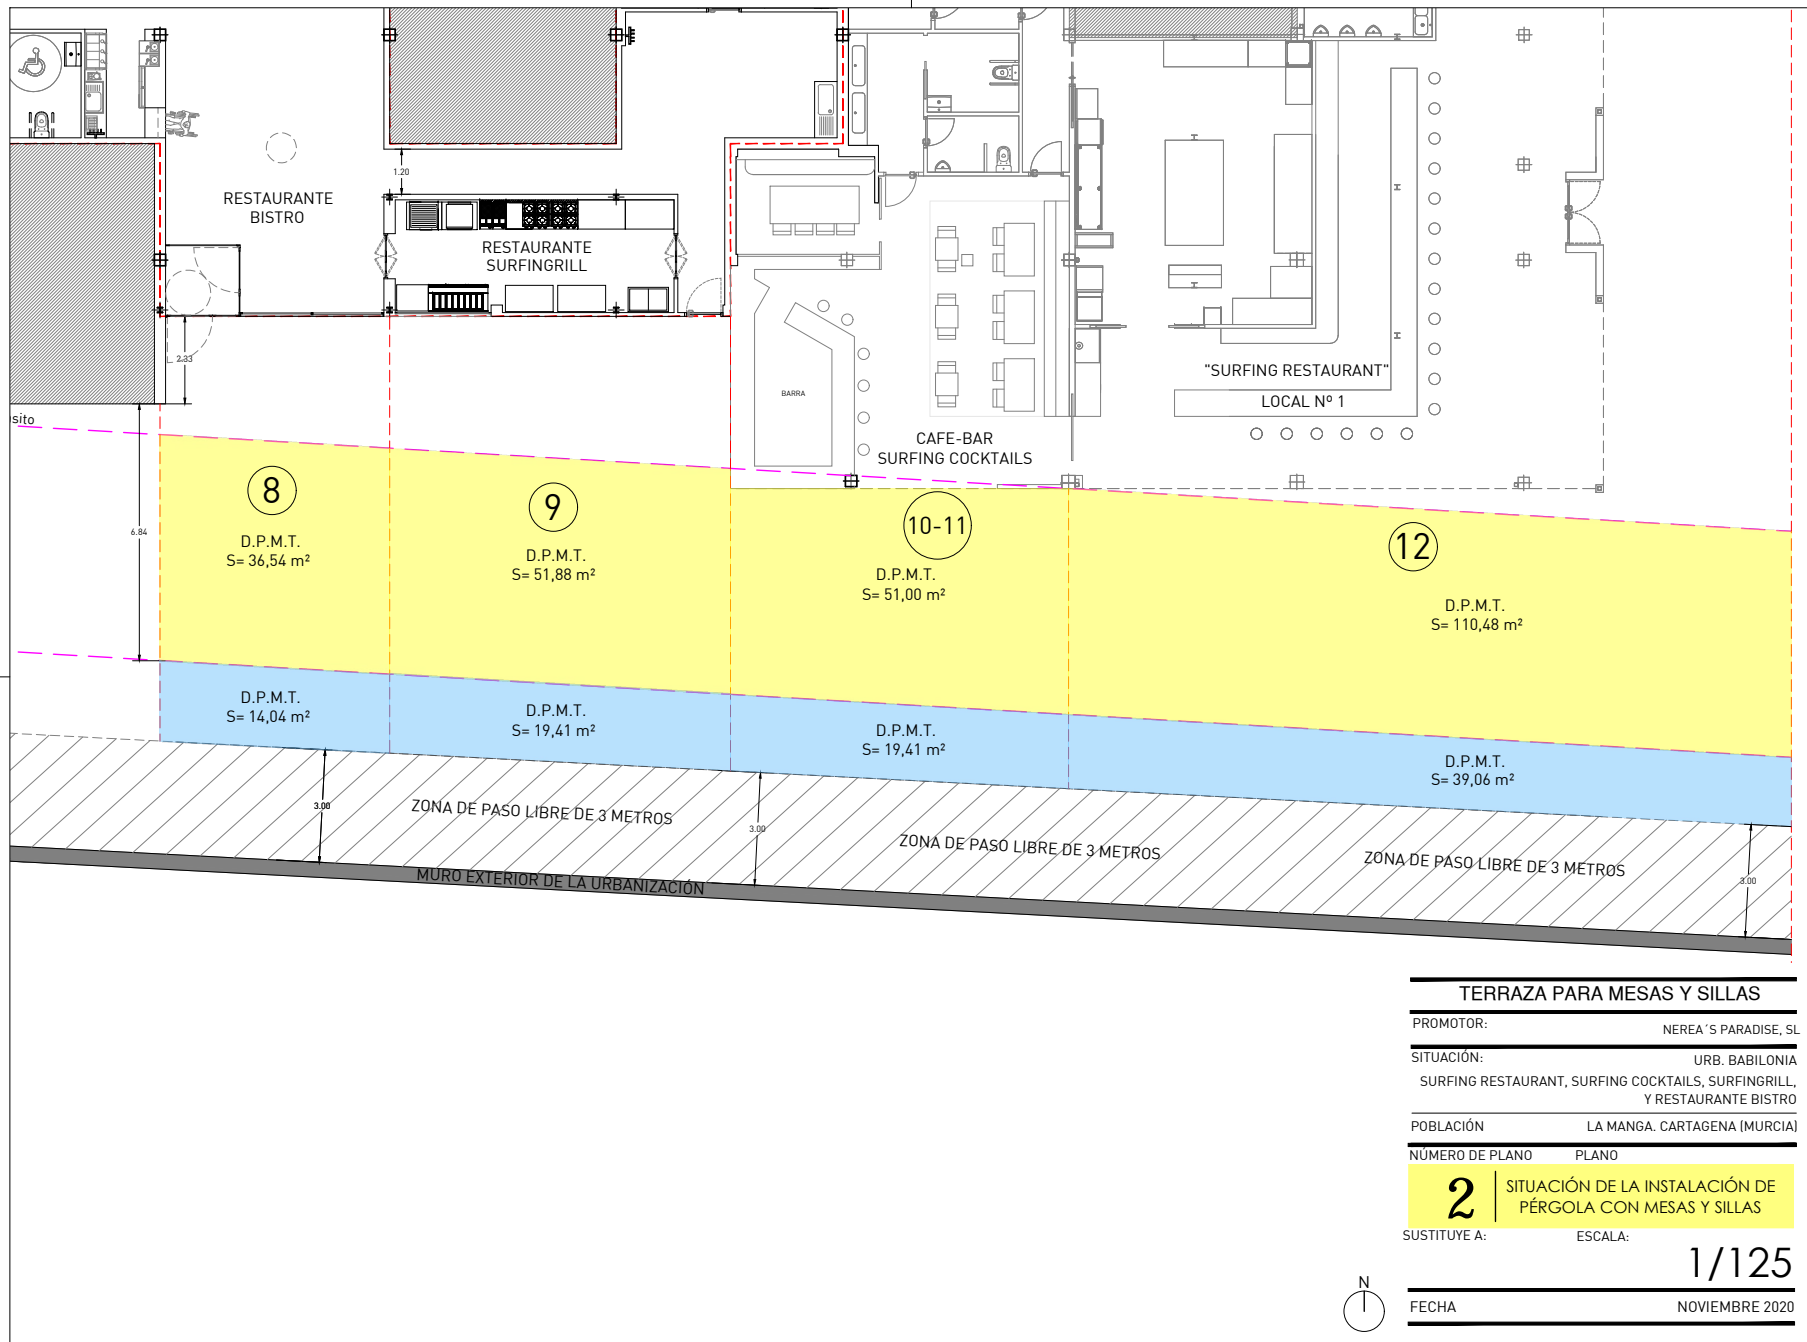 1.20
RESTAURANTE
BISTRO
RESTAURANTE
SURFINGRILL
2.33
BARRA
"SURFING RESTAURANT"
LOCAL Nº 1
sito
CAFE-BAR
SURFING COCKTAILS
6.84
8
D.P.M.T.
S= 36,54 m²
9
D.P.M.T.
S= 51,88 m²
10-11
D.P.M.T.
S= 51,00 m²
12
D.P.M.T.
S= 110,48 m²
D.P.M.T.
S= 14,04 m²
D.P.M.T.
S= 19,41 m²
D.P.M.T.
S= 19,41 m²
D.P.M.T.
S= 39,06 m²
3.00
ZONA DE PASO LIBRE DE 3 METROS
3.00
ZONA DE PASO LIBRE DE 3 METROS
ZONA DE PASO LIBRE DE 3 METROS
3.00
MURO EXTERIOR DE LA URBANIZACIÓN
TERRAZA PARA MESAS Y SILLAS
PROMOTOR: NEREA´S PARADISE, SL
SITUACIÓN: URB. BABILONIA
SURFING RESTAURANT, SURFING COCKTAILS, SURFINGRILL,
Y RESTAURANTE BISTRO
POBLACIÓN LA MANGA. CARTAGENA (MURCIA)
NÚMERO DE PLANO PLANO
2 SITUACIÓN DE LA INSTALACIÓN DE
PÉRGOLA CON MESAS Y SILLAS
SUSTITUYE A: ESCALA:
1/125
N
FECHA NOVIEMBRE 2020